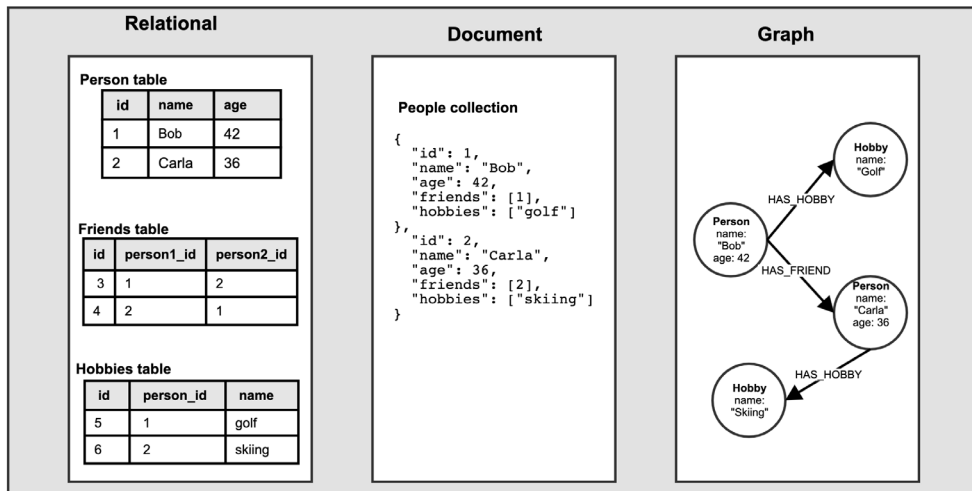 Relational
Person table
id name age
1 Bob 42
2 Carla 36
Friends table
id person1_id person2_id
3 1 2
4 2 1
Hobbies table
id person_id name
5 1 golf
6 2 skiing
Document
People collection
{
"id": 1,
"name": "Bob",
"age": 42,
"friends": [1],
"hobbies": ["golf"]
},
"id": 2,
"name": "Carla",
"age": 36,
"friends": [2],
"hobbies": ["skiing"]
}
Graph
Hobby
name:
"Golf"
HAS_HOBBY
Person
name:
"Bob"
age: 42
HAS_FRIEND
Person
name:
"Carla"
age: 36
HAS_HOBBY
Hobby
name:
"Skiing"